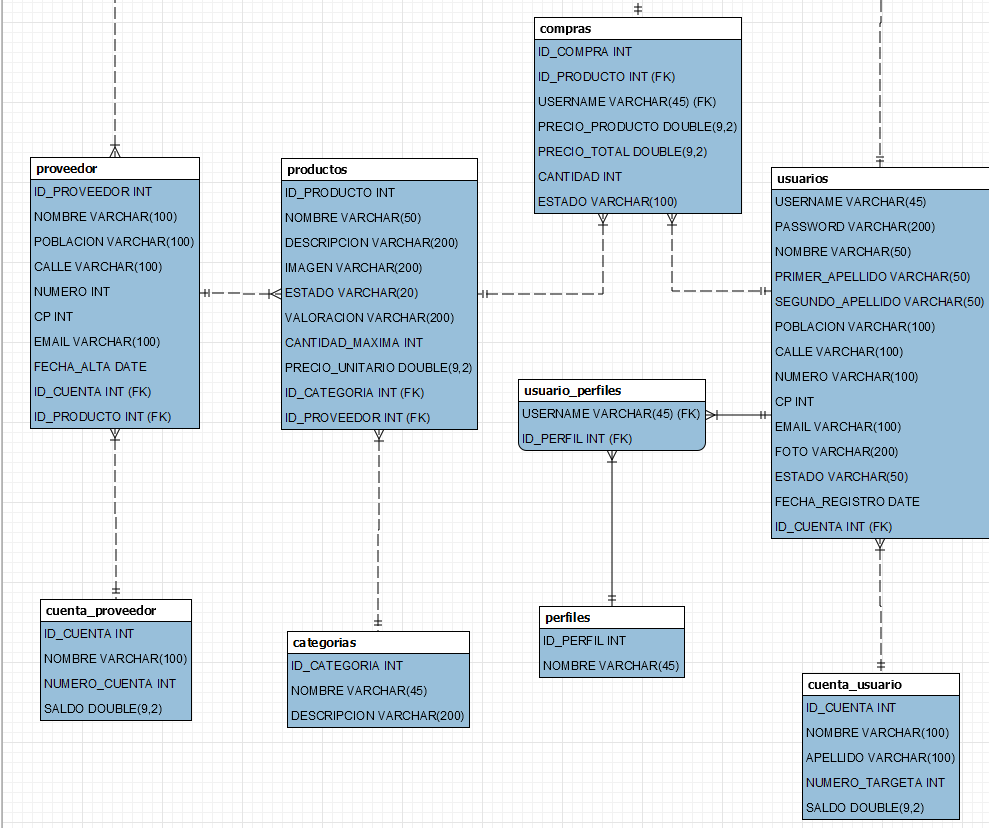 compras
ID_COMPRA INT
ID_PRODUCTO INT (FK)
USERNAME VARCHAR(45) (FK)
PRECIO_PRODUCTO DOUBLE(9,2)
PRECIO_TOTAL DOUBLE(9,2)
CANTIDAD INT
ESTADO VARCHAR(100)
proveedor
ID_PROVEEDOR INT
NOMBRE VARCHAR(100)
POBLACION VARCHAR(100)
CALLE VARCHAR(100)
NUMERO INT
CP INT
EMAIL VARCHAR(100)
FECHA_ALTA DATE
ID_CUENTA INT (FK)
ID_PRODUCTO INT (FK)
productos
ID_PRODUCTO INT
NOMBRE VARCHAR(50)
DESCRIPCION VARCHAR(200)
IMAGEN VARCHAR(200)
ESTADO VARCHAR(20)
VALORACION VARCHAR(200)
CANTIDAD_MAXIMA INT
PRECIO_UNITARIO DOUBLE(9,2)
ID_CATEGORIA INT (FK)
ID_PROVEEDOR INT (FK)
usuarios
USERNAME VARCHAR(45)
PASSWORD VARCHAR(200)
NOMBRE VARCHAR(50)
PRIMER_APELLIDO VARCHAR(50)
SEGUNDO_APELLIDO VARCHAR(50)
POBLACION VARCHAR(100)
CALLE VARCHAR(100)
NUMERO VARCHAR(100)
CP INT
EMAIL VARCHAR(100)
FOTO VARCHAR(200)
ESTADO VARCHAR(50)
FECHA_REGISTRO DATE
ID_CUENTA INT (FK)
usuario_perfiles
USERNAME VARCHAR(45) (FK)
ID_PERFIL INT (FK)
cuenta_proveedor
ID_CUENTA INT
NOMBRE VARCHAR(100)
NUMERO_CUENTA INT
SALDO DOUBLE(9,2)
categorias
ID_CATEGORIA INT
NOMBRE VARCHAR(45)
DESCRIPCION VARCHAR(200)
perfiles
ID_PERFIL INT
NOMBRE VARCHAR(45)
cuenta_usuario
ID_CUENTA INT
NOMBRE VARCHAR(100)
APELLIDO VARCHAR(100)
NUMERO_TARGETA INT
SALDO DOUBLE(9,2)